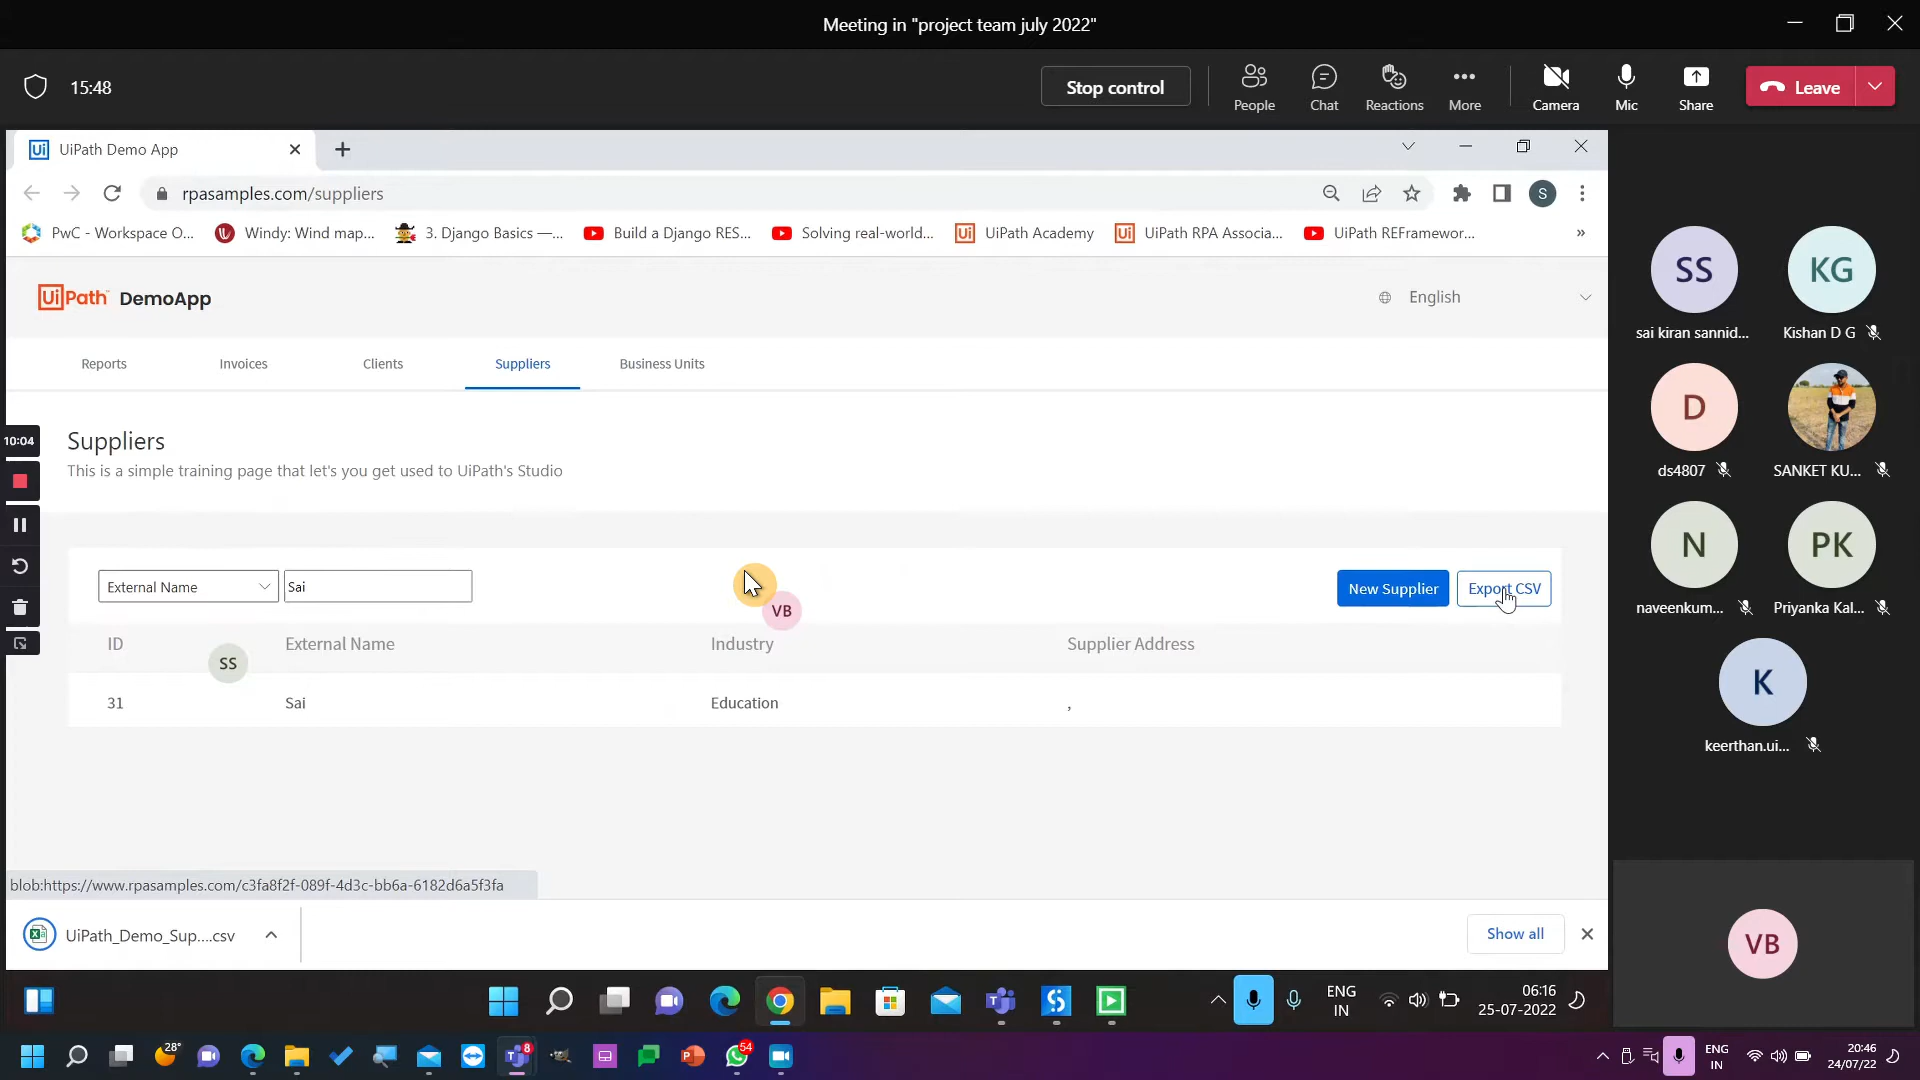 Meeting in "project team july 2022"
15:48
Stop control
People
Chat
Reactions
More
Camera
Mic
Share
Leave
UiPath Demo App
rpasamples.com/suppliers
S
PwC - Workspace O...
Windy: Wind map...
3. Django Basics —...
Build a Django RES...
Solving real-world...
UiPath Academy
UiPath RPA Associa...
UiPath REFramewor...
»
UiPath DemoApp
English
Reports
Invoices
Clients
Suppliers
Business Units
10:04
Suppliers
This is a simple training page that let's you get used to UiPath's Studio
External Name
Sai
VB
New Supplier
Export CSV
ID
External Name
Industry
Supplier Address
SS
31
Sai
Education
,
blob:https://www.rpasamples.com/c3fa8f2f-089f-4d3c-bb6a-6182d6a5f3fa
UiPath_Demo_Sup....csv
Show all
SS
KG
sai kiran sannid...
Kishan D G
D
ds4807
SANKET KU...
N
PK
naveenkum...
Priyanka Kal...
K
keerthan.ui...
VB
ENG
IN
06:16
25-07-2022
28°
8
54
ENG
IN
20:46
24/07/22